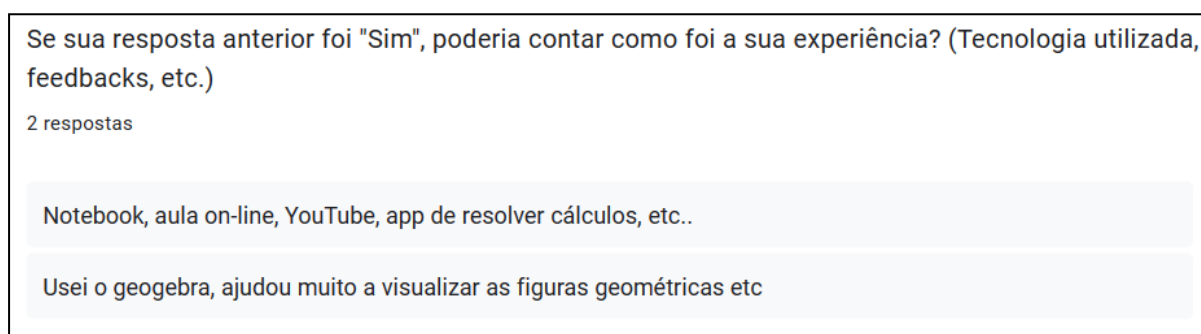 Se sua resposta anterior foi "Sim", poderia contar como foi a sua experiência? (Tecnologia utilizada,
feedbacks, etc.)
2 respostas
Notebook, aula on-line, YouTube, app de resolver cálculos, etc..
Usei o geogebra, ajudou muito a visualizar as figuras geométricas etc